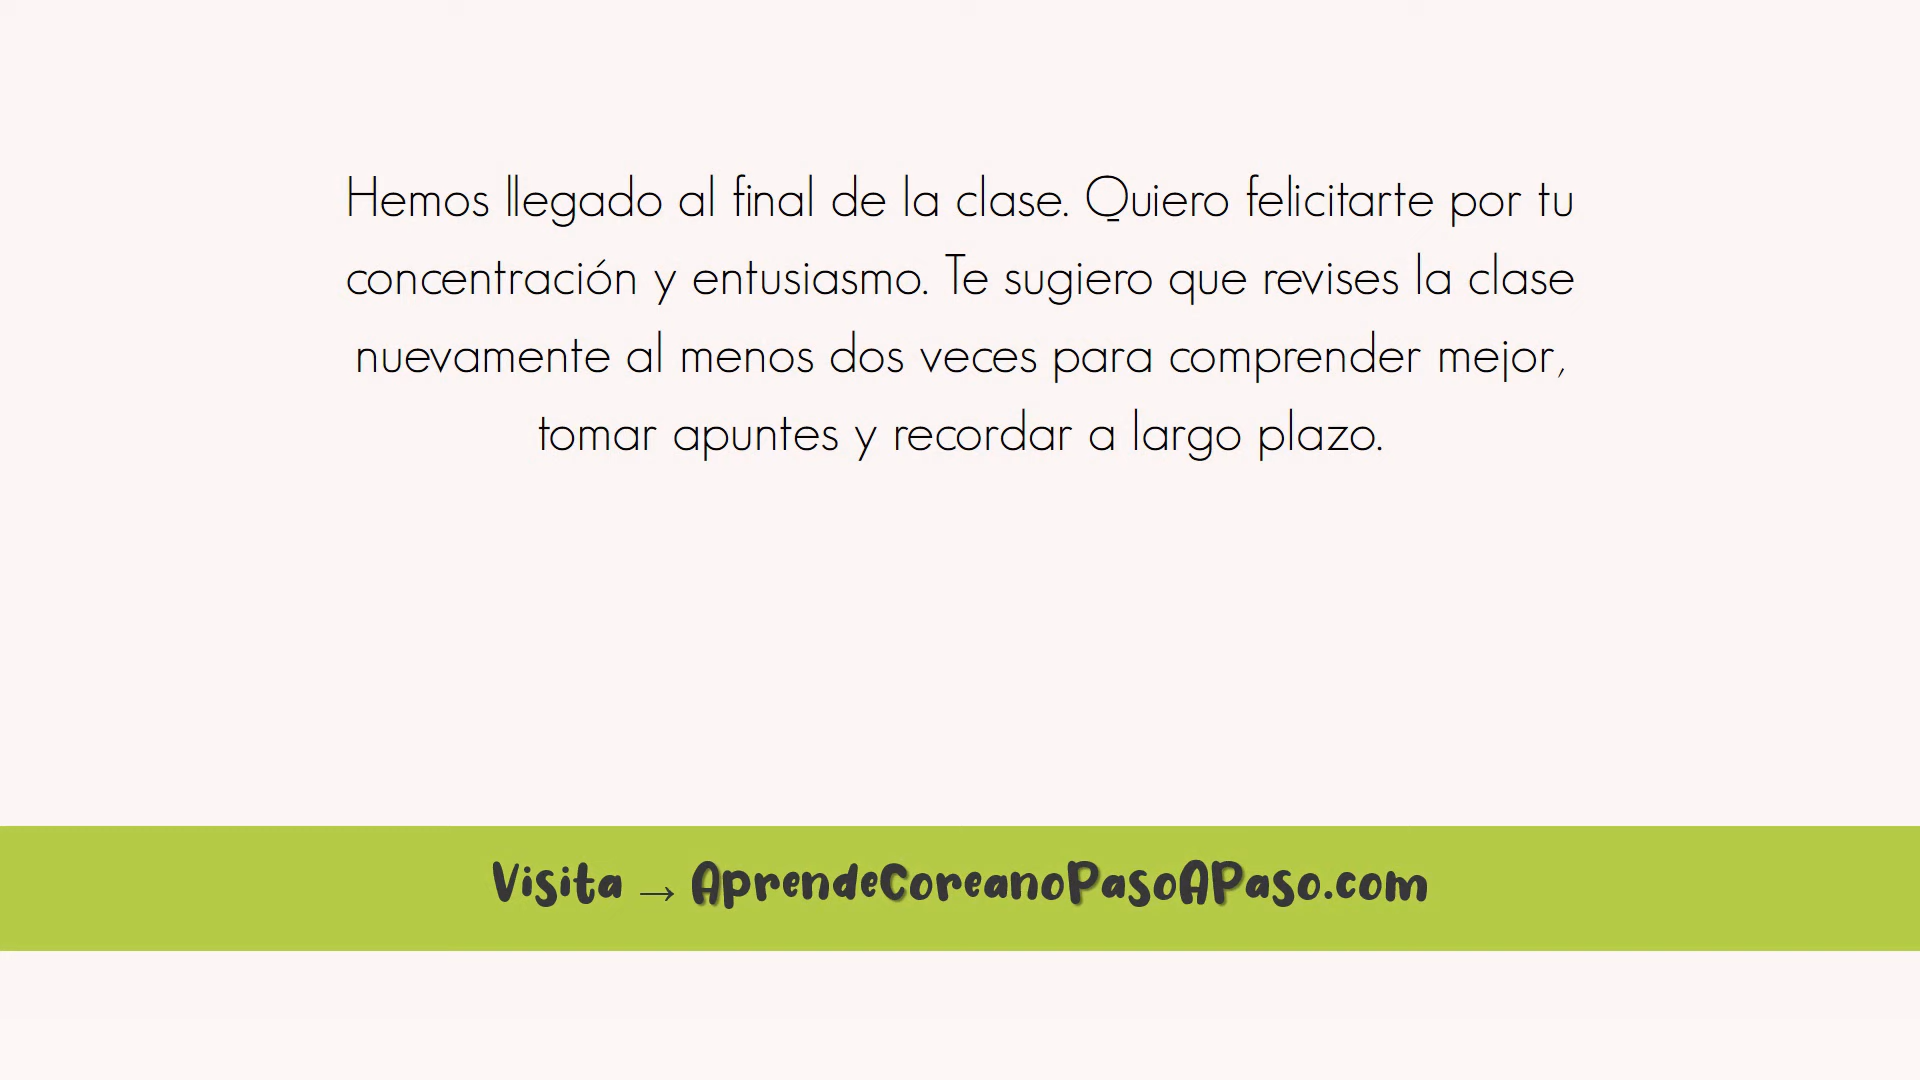 Hemos llegado al final de la clase. Quiero felicitarte por tu
concentración y entusiasmo. Te sugiero que revises la clase
nuevamente al menos dos veces para comprender mejor,
tomar apuntes y recordar a largo plazo.
Visita → AprendeCoreanoPasoAPaso.com